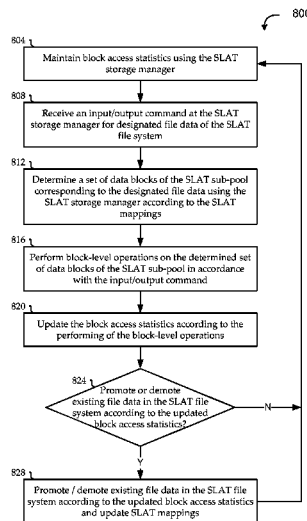 800
804
Maintain block access statistics using the SLAT
storage manager
808
Receive an input/output command at the SLAT
storage manager for designated file data of the SLAT
file system
812
Determine a set of data blocks of the SLAT sub-pool
corresponding to the designated file data using the
SLAT storage manager according to the SLAT
mappings
816
Perform block-level operations on the determined set
of data blocks of the SLAT sub-pool in accordance
with the input/output command
820
Update the block access statistics according to the
performing of the block-level operations
824
Promote or demote
existing file data in the SLAT file
system according to the updated
block access statistics?
N
Y
828
Promote / demote existing file data in the SLAT file
system according to the updated block access statistics
and update SLAT mappings